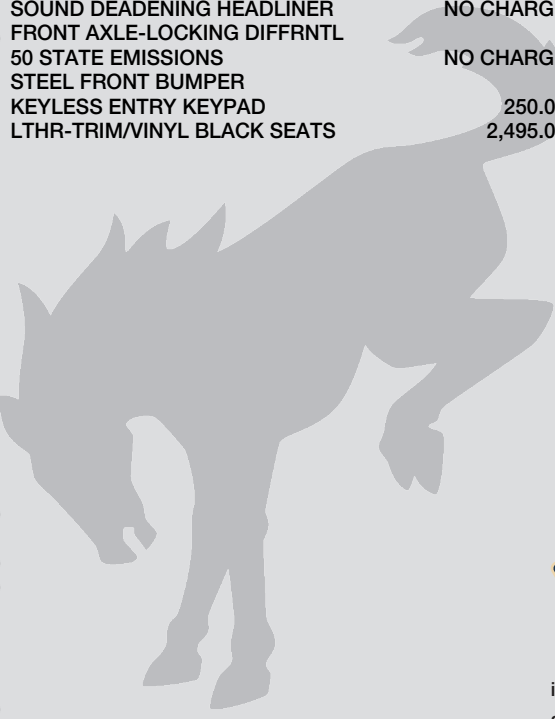 SOUND DEADENING HEADLINER NO CHARG
FRONT AXLE-LOCKING DIFFRNTL
50 STATE EMISSIONS NO CHARG
STEEL FRONT BUMPER
KEYLESS ENTRY KEYPAD 250.0
LTHR-TRIM/VINYL BLACK SEATS 2,495.0
i